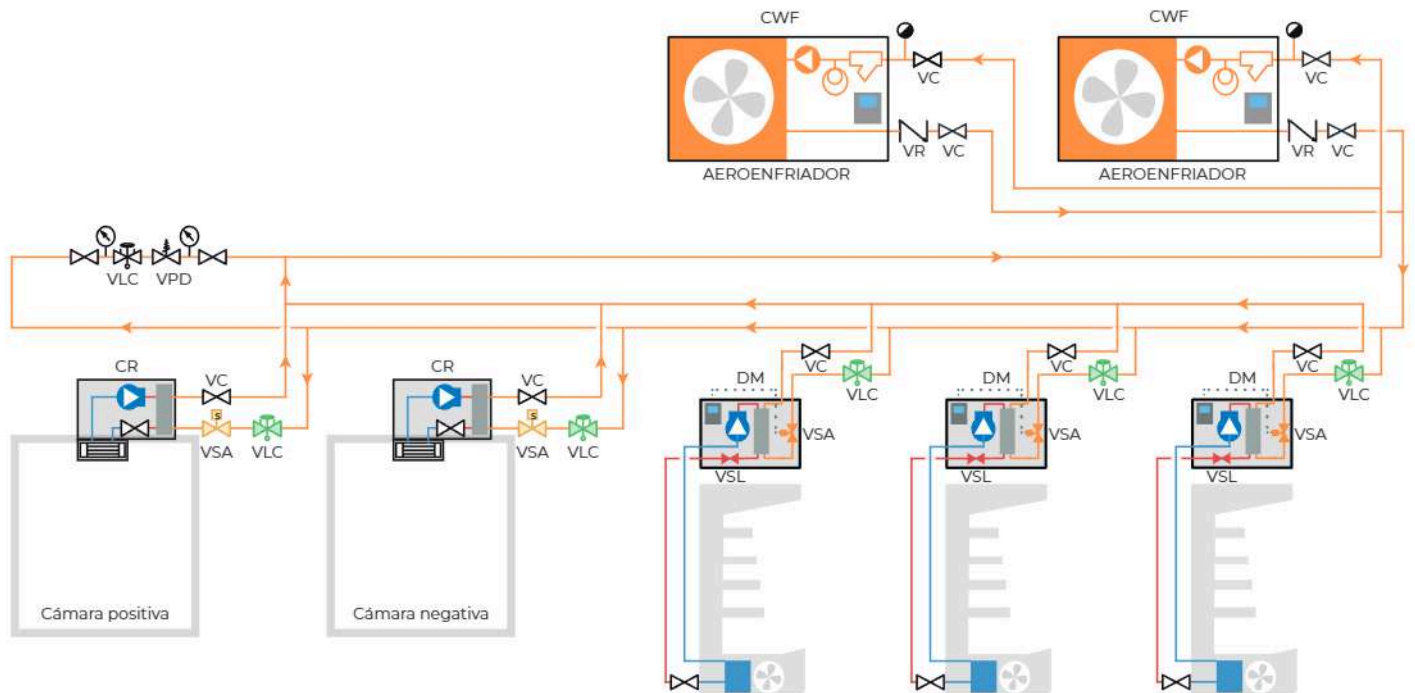 CWF
CWF
VC
VC
VR
VC
VR
VC
AEROENFRIADOR
AEROENFRIADOR
VLC
VPD
CR
VC
CR
VC
DM
VC
DM
VC
DM
VC
S
S
VLC
VLC
VLC
VSA
VLC
VSA
VLC
VSA
VSA
VSA
VSL
VSL
VSL
Cámara positiva
Cámara negativa